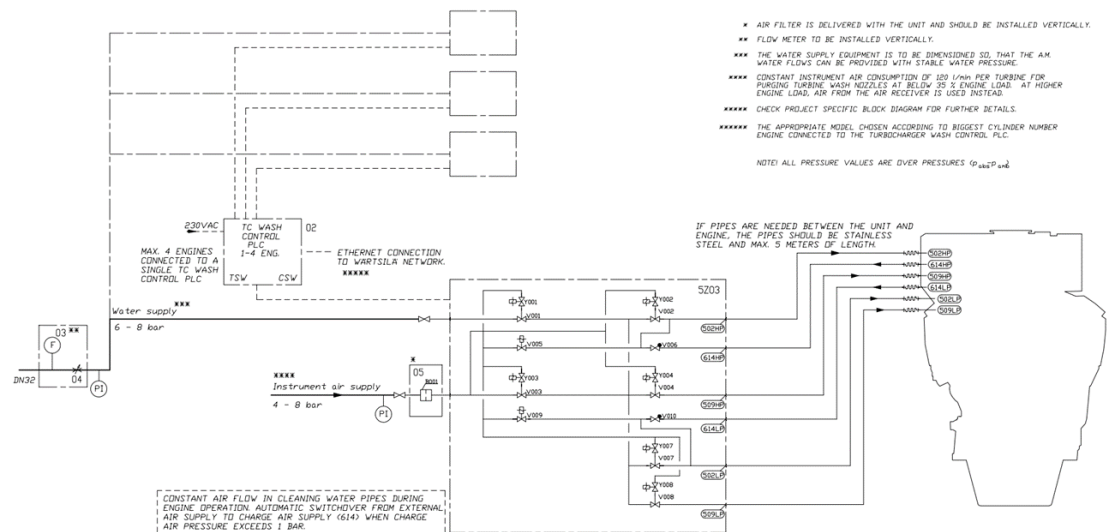 * AIR FILTER IS DELIVERED WITH THE UNIT AND SHOULD BE INSTALLED VERTICALLY.
** FLOW METER TO BE INSTALLED VERTICALLY.
*** THE WATER SUPPLY EQUIPMENT IS TO BE DIMENSIONED SO, THAT THE A.M.
WATER FLOWS CAN BE PROVIDED WITH STABLE WATER PRESSURE.
**** CONSTANT INSTRUMENT AIR CONSUMPTION OF 120 l/min PER TURBINE FOR
PURGING TURBINE WASH NOZZLES AT BELOW 35 % ENGINE LOAD. AT HIGHER
ENGINE LOAD, AIR FROM THE AIR RECEIVER IS USED INSTEAD.
***** CHECK PROJECT SPECIFIC BLOCK DIAGRAM FOR FURTHER DETAILS.
****** THE APPROPRIATE MODEL CHOSEN ACCORDING TO BIGGEST CYLINDER NUMBER
ENGINE CONNECTED TO THE TURBOCHARGER WASH CONTROL PLC.
NOTE! ALL PRESSURE VALUES ARE OVER PRESSURES (Pabs-Pamb)
230VAC
TC WASH
CONTROL
PLC
1-4 ENG.
TSW CSW
02
MAX. 4 ENGINES
CONNECTED TO A
SINGLE TC WASH
CONTROL PLC
ETHERNET CONNECTION
TO WÄRTSILÄ NETWORK.
*****
IF PIPES ARE NEEDED BETWEEN THE UNIT AND
ENGINE, THE PIPES SHOULD BE STAINLESS
STEEL AND MAX. 5 METERS OF LENGTH.
502HP
614HP
509HP
614LP
502LP
509LP
5Z03
***
Water supply
6 - 8 bar
03 **
F
04
DN32
PI
****
Instrument air supply
4 - 8 bar
PI
*
05
Y001
V001
Y002
V002
502HP
V005
V006
614HP
Y003
V003
Y004
V004
509HP
V009
V010
614LP
Y007
V007
502LP
Y008
V008
509LP
CONSTANT AIR FLOW IN CLEANING WATER PIPES DURING
ENGINE OPERATION. AUTOMATIC SWITCHOVER FROM EXTERNAL
AIR SUPPLY TO CHARGE AIR SUPPLY (614) WHEN CHARGE
AIR PRESSURE EXCEEDS 1 BAR.